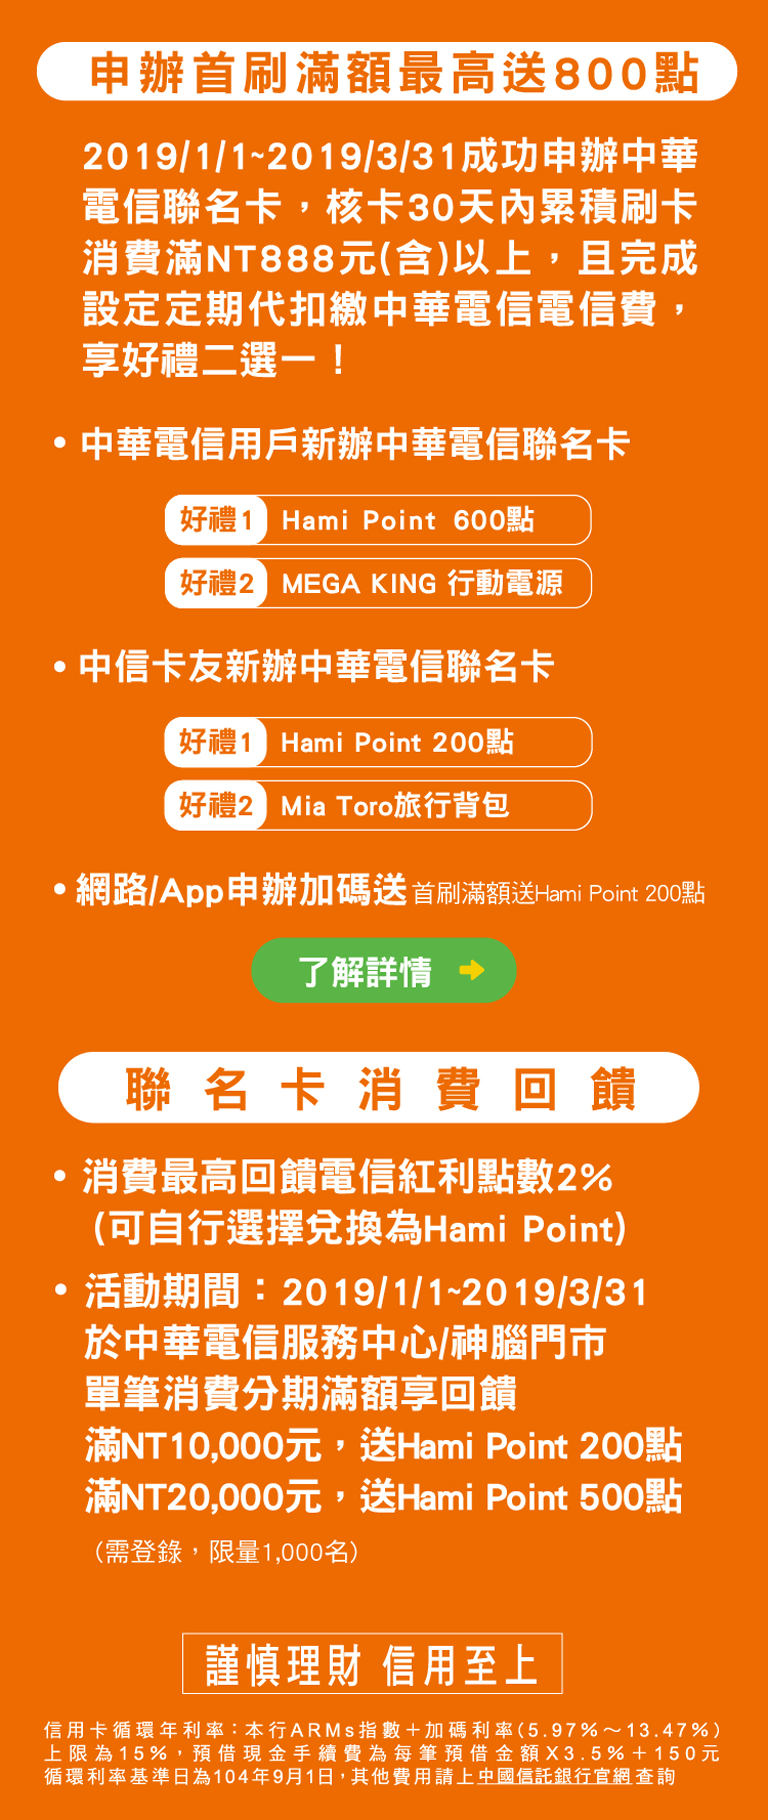 申辦首刷滿額最高送800點
2019/1/1~2019/3/31成功申辦中華
電信聯名卡，核卡30天內累積刷卡
消費滿NT888元(含)以上，且完成
設定定期代扣繳中華電信電信費，
享好禮二選一！
• 中華電信用戶新辦中華電信聯名卡
好禮1 Hami Point 600點
好禮2 MEGA KING 行動電源
• 中信卡友新辦中華電信聯名卡
好禮1 Hami Point 200點
好禮2 Mia Toro旅行背包
• 網路/App申辦加碼送 首刷滿額送Hami Point 200點
了解詳情
聯名卡消費回饋
• 消費最高回饋電信紅利點數2%
(可自行選擇兌換為Hami Point)
• 活動期間：2019/1/1~2019/3/31
於中華電信服務中心/神腦門市
單筆消費分期滿額享回饋
滿NT10,000元，送Hami Point 200點
滿NT20,000元，送Hami Point 500點
（需登錄，限量1,000名）
謹慎理財 信用至上
信用卡循環年利率：本行ARMs指數＋加碼利率(5.97%～13.47%)
上限為15%，預借現金手續費為每筆預借金額X3.5%＋150元
循環利率基準日為104年9月1日，其他費用請上中國信託銀行官網查詢